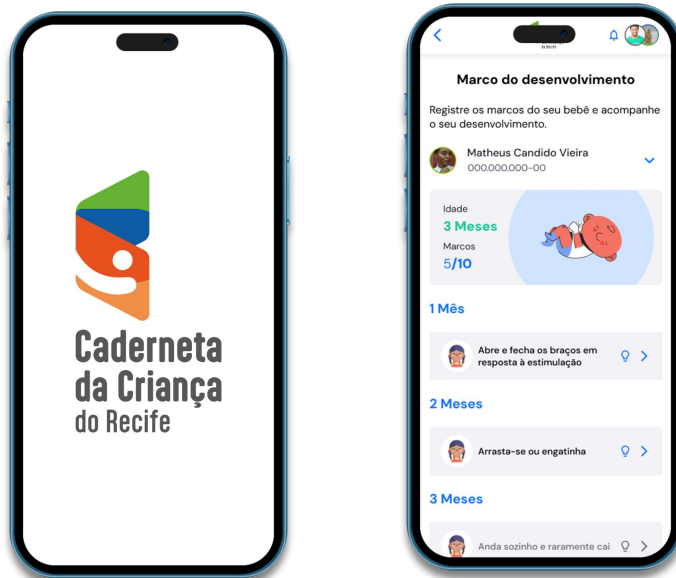 Caderneta
da Criança
do Recife
do Recife
Marco do desenvolvimento
Registre os marcos do seu bebê e acompanhe
o seu desenvolvimento.
Matheus Candido Vieira
000.000.000-00
Idade
3 Meses
Marcos
5/10
1 Mês
Abre e fecha os braços em
resposta à estimulação
2 Meses
Arrasta-se ou engatinha
3 Meses
Anda sozinho e raramente cai